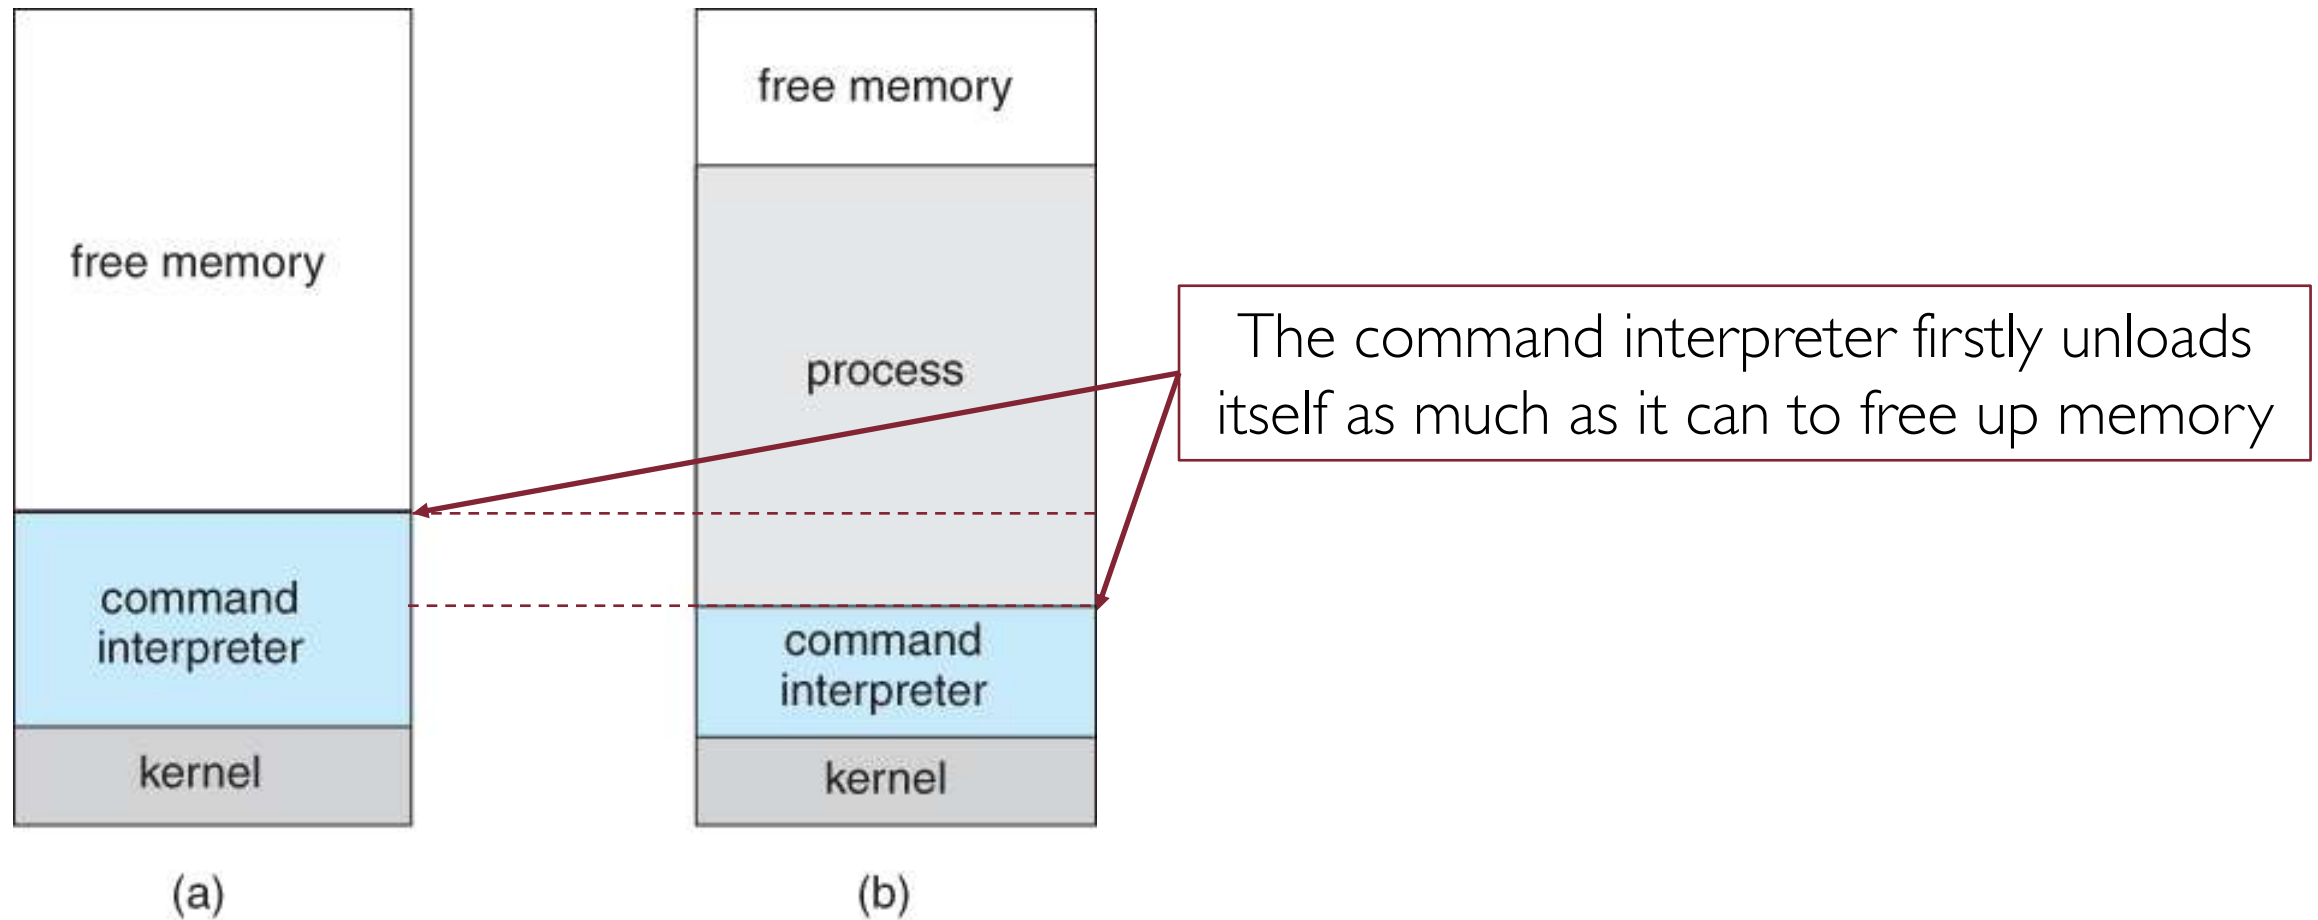 free memory
command
interpreter
kernel
(a)
free memory
process
command
interpreter
kernel
(b)
The command interpreter firstly unloads
itself as much as it can to free up memory